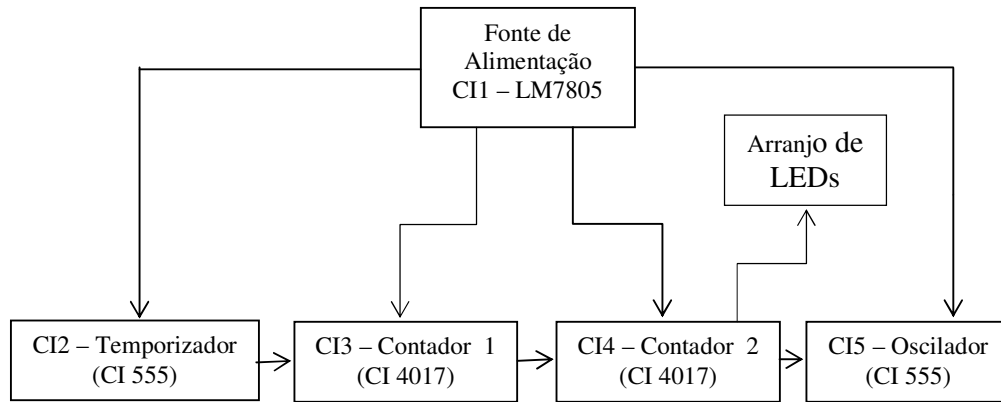 Fonte de
Alimentação
CI1 – LM7805
Arranjo de
LEDs
CI2 – Temporizador
(CI 555)
CI3 – Contador 1
(CI 4017)
CI4 – Contador 2
(CI 4017)
CI5 – Oscilador
(CI 555)